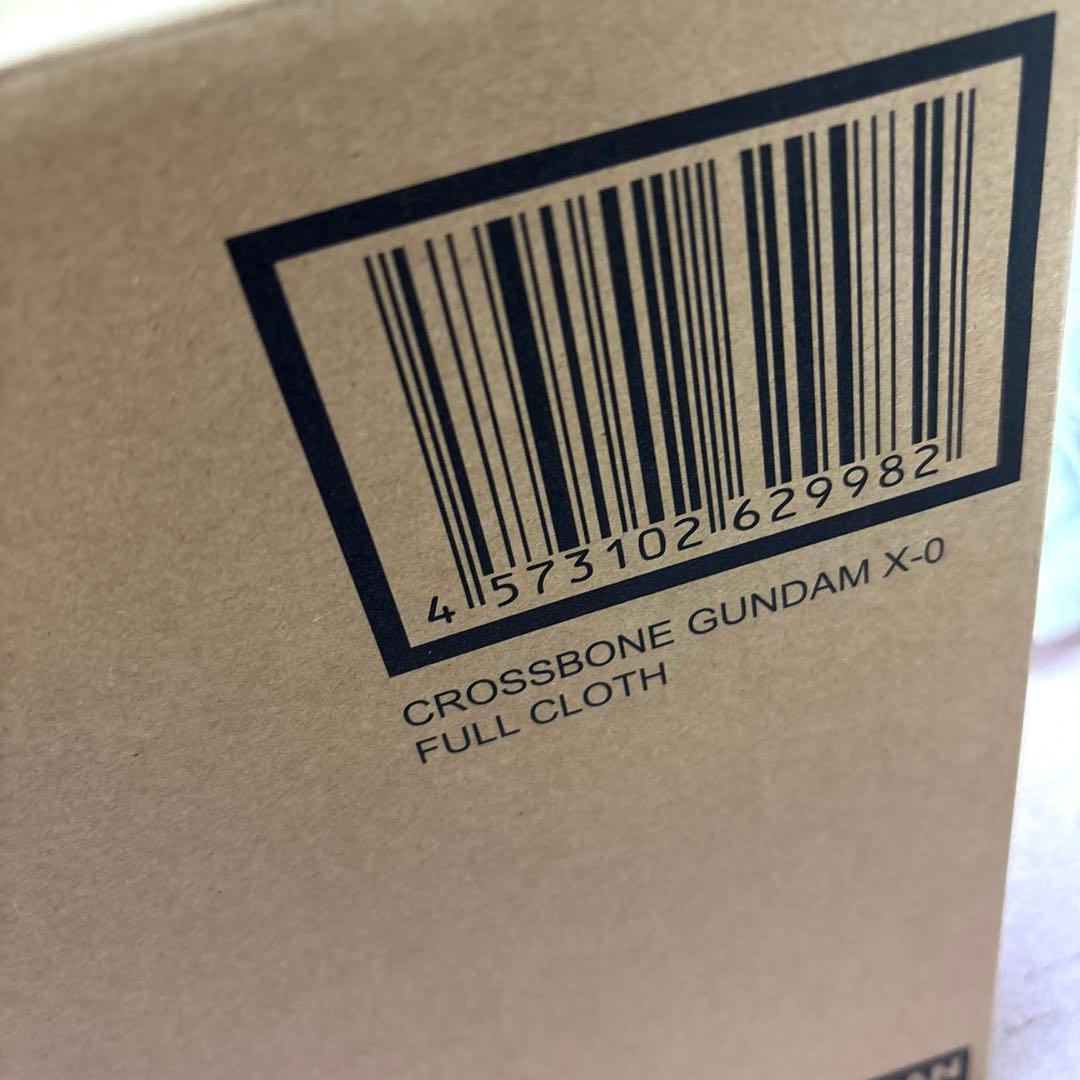 4 573102 629982
CROSSBONE GUNDAM X-0
FULL CLOTH